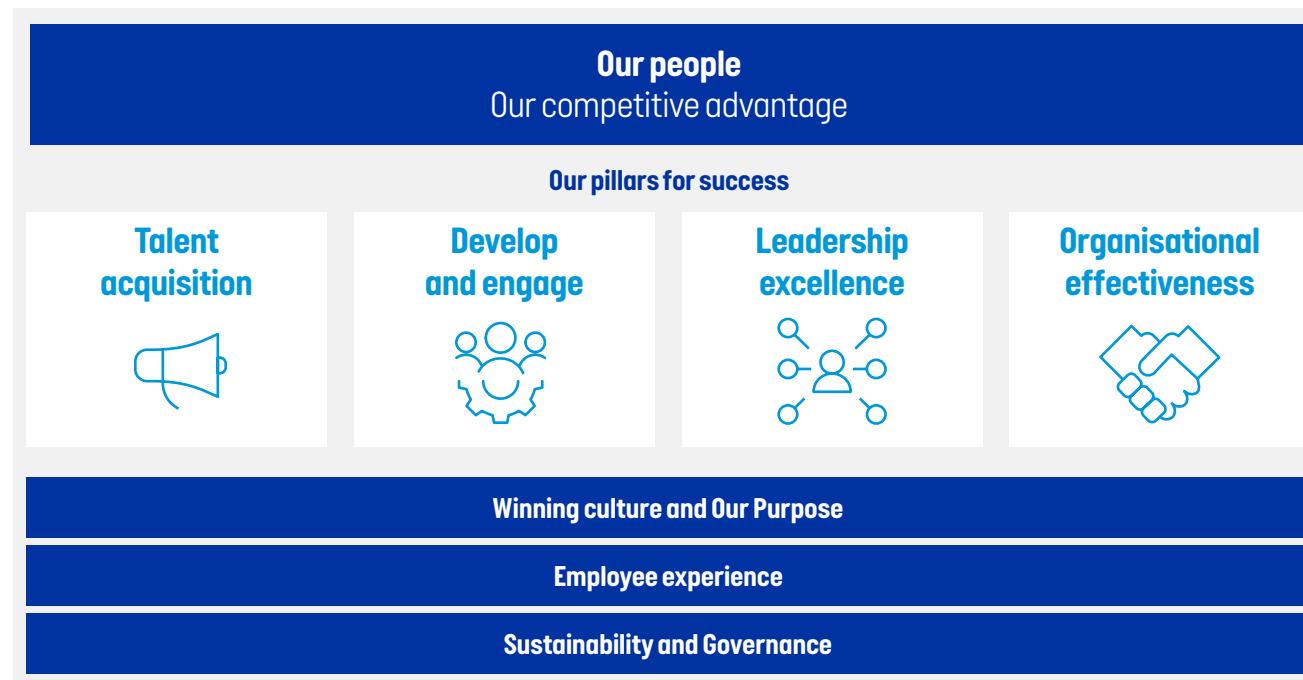 Our people
Our competitive advantage
Our pillars for success
Talent
acquisition
Develop
and engage
Leadership
excellence
Organisational
effectiveness
Winning culture and Our Purpose
Employee experience
Sustainability and Governance